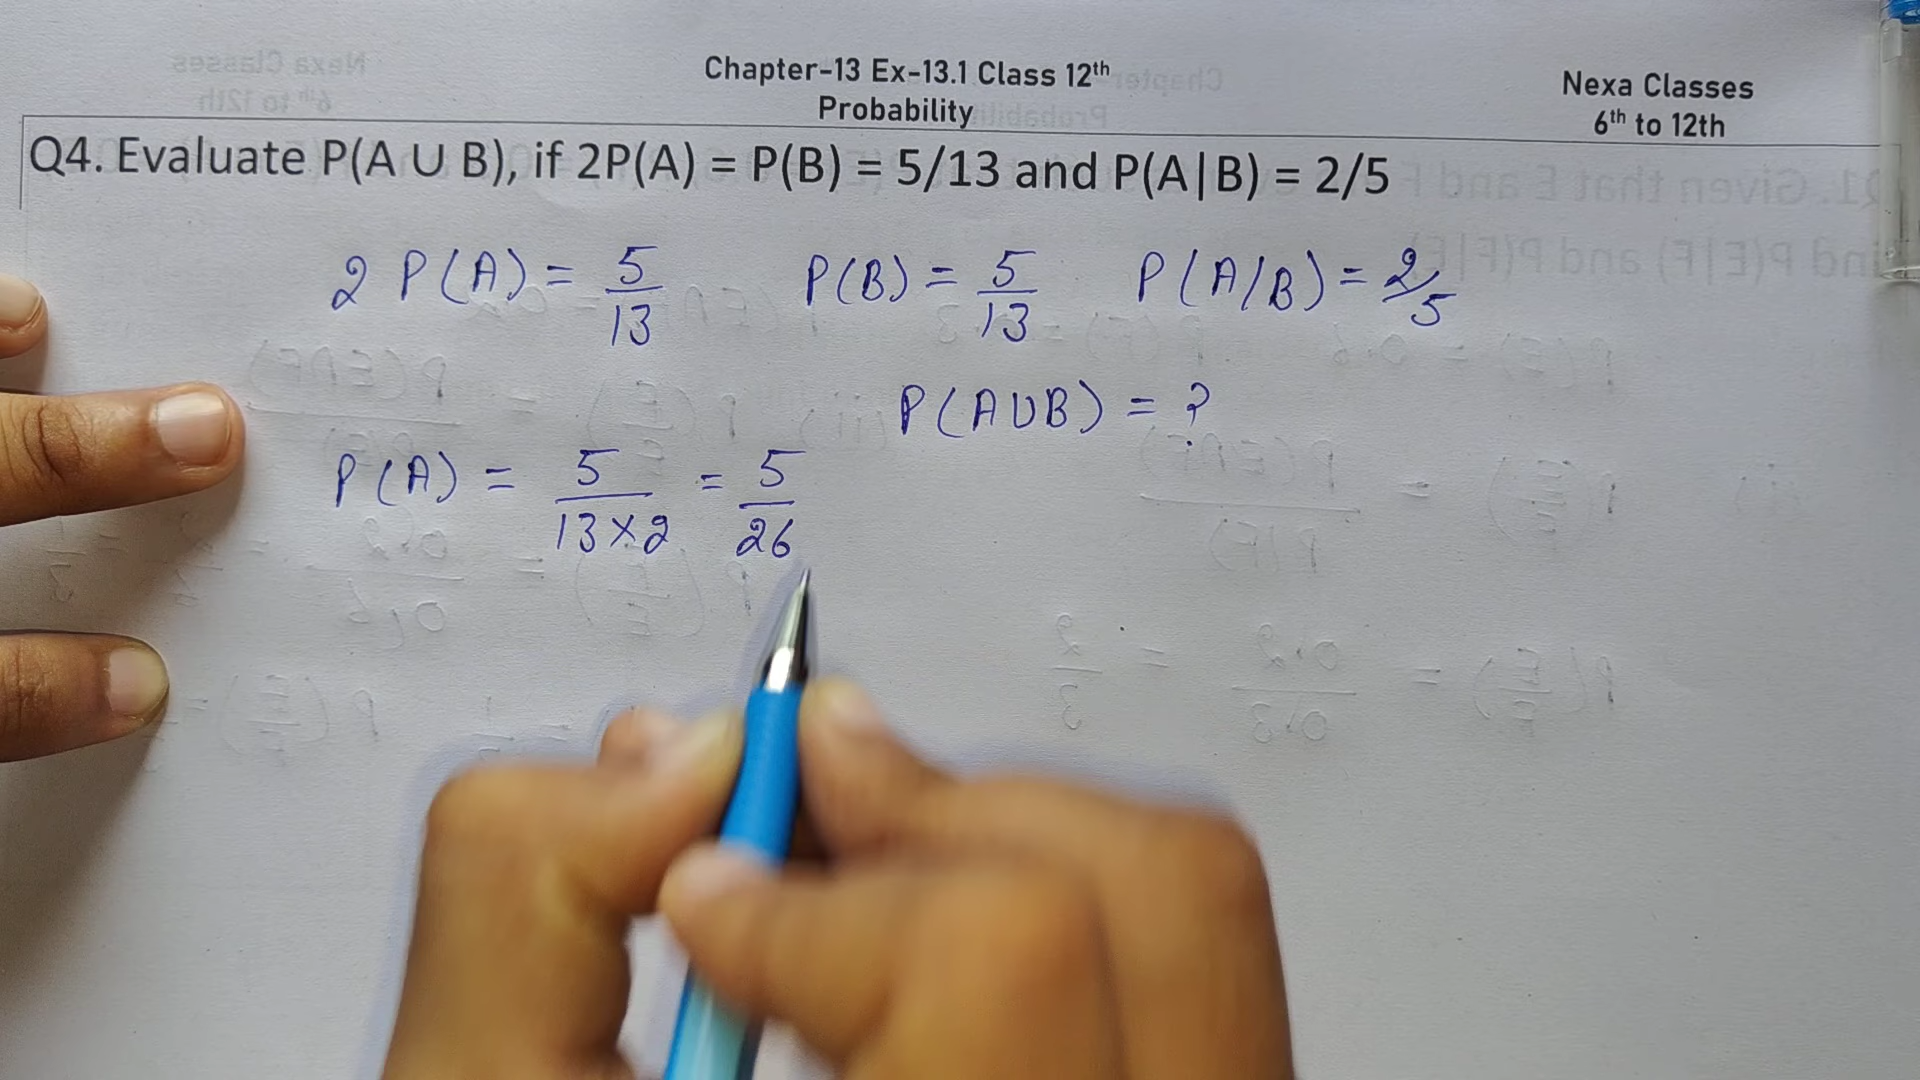 Chapter-13 Ex-13.1 Class 12th
Probability
Nexa Classes
6th to 12th
Q4. Evaluate P(A ∪ B), if 2P(A) = P(B) = 5/13 and P(A|B) = 2/5
2 P(A) = 5/13 P(B) = 5/13 P(A/B) = 2/5
P(A∪B) = ?
P(A) = 5/13×2 = 5/26